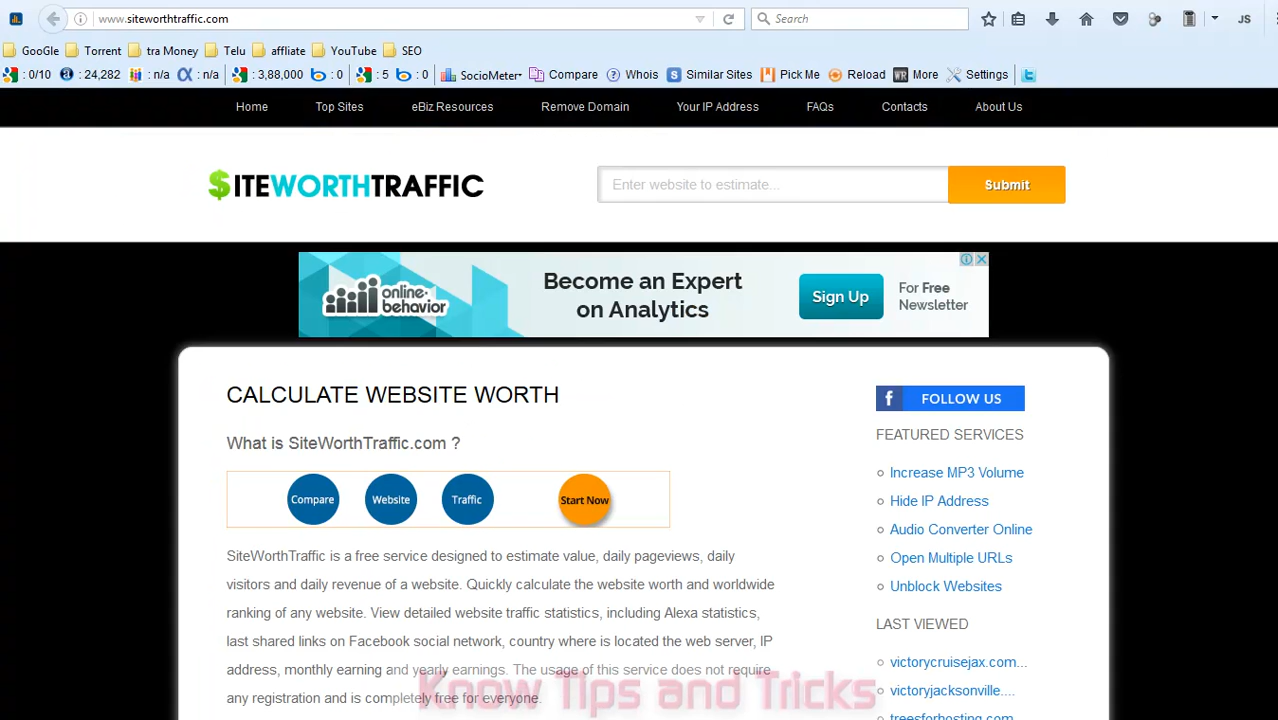 www.siteworthtraffic.com
Search
JS
GooGle Torrent tra Money Telu affliate YouTube SEO
: 0/10 : 24,282 : n/a : n/a : 3,88,000 : 0 : 5 : 0 SocioMeter Compare Whois Similar Sites Pick Me Reload More Settings
Home Top Sites eBiz Resources Remove Domain Your IP Address FAQs Contacts About Us
$ITEWORTHTRAFFIC
Enter website to estimate...
Submit
online-
behavior
Become an Expert
on Analytics
Sign Up
For Free
Newsletter
CALCULATE WEBSITE WORTH
What is SiteWorthTraffic.com ?
Compare Website Traffic Start Now
SiteWorthTraffic is a free service designed to estimate value, daily pageviews, daily
visitors and daily revenue of a website. Quickly calculate the website worth and worldwide
ranking of any website. View detailed website traffic statistics, including Alexa statistics,
last shared links on Facebook social network, country where is located the web server, IP
address, monthly earning and yearly earnings. The usage of this service does not require
any registration and is completely free for everyone.
FOLLOW US
FEATURED SERVICES
Increase MP3 Volume
Hide IP Address
Audio Converter Online
Open Multiple URLs
Unblock Websites
LAST VIEWED
victorycruisejax.com...
victoryjacksonville....
treesforhosting.com
Know Tips and Tricks